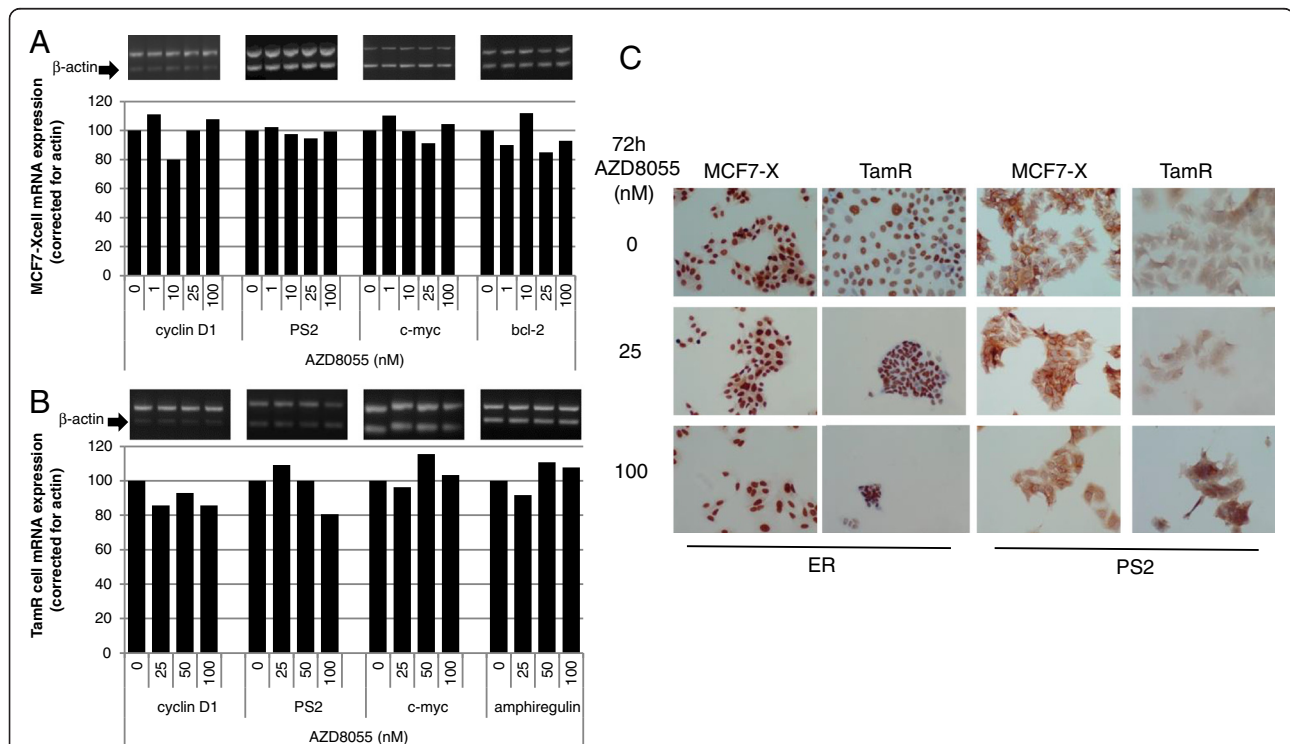 A
β-actin
MCF7-Xcell mRNA expression
(corrected for actin)
120
100
80
60
40
20
0
0 1 10 25 100 0 1 10 25 100 0 1 10 25 100 0 1 10 25 100
cyclin D1 PS2 c-myc bcl-2
AZD8055 (nM)
B
β-actin
TamR cell mRNA expression
(corrected for actin)
120
100
80
60
40
20
0
0 25 50 100 0 25 50 100 0 25 50 100 0 25 50 100
cyclin D1 PS2 c-myc amphiregulin
AZD8055 (nM)
C
72h
AZD8055
(nM)
MCF7-X TamR MCF7-X TamR
0
25
100
ER PS2